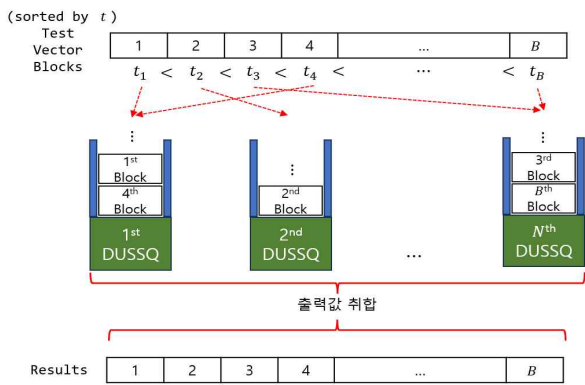 (sorted by t)
Test
Vector
Blocks
1 2 3 4 ... B
t₁ < t₂ < t₃ < t₄ < ⋯ < t_B
⋮ ⋮ ⋮
1ˢᵗ
Block
4ᵗʰ
Block
1ˢᵗ
DUSSQ
2ⁿᵈ
Block
2ⁿᵈ
DUSSQ
...
3ʳᵈ
Block
Bᵗʰ
Block
Nᵗʰ
DUSSQ
출력값 취합
Results 1 2 3 4 ... B